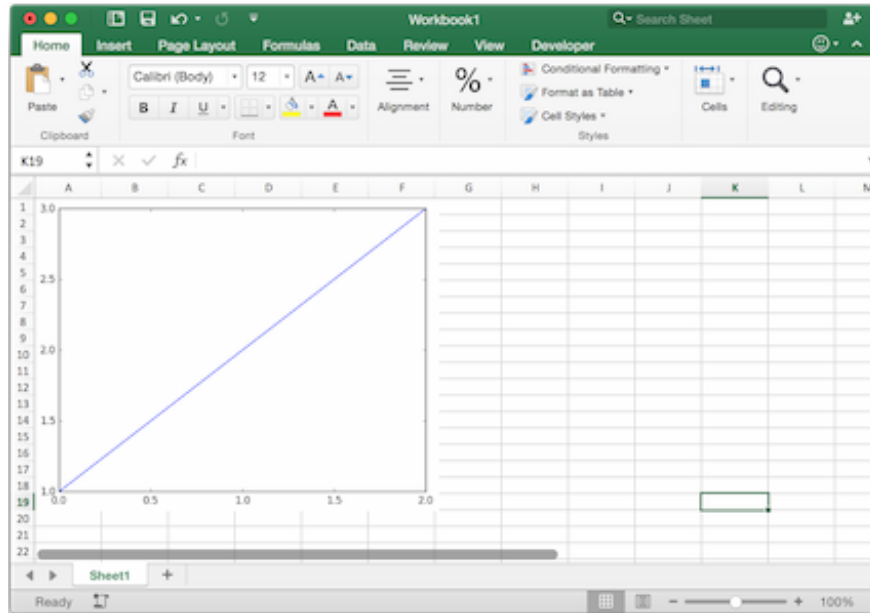 Workbook1
Search Sheet
Home Insert Page Layout Formulas Data Review View Developer
Paste
Clipboard
Calibri (Body) 12 A A
B I U A
Font
Alignment
%
Number
Conditional Formatting
Format as Table
Cell Styles
Styles
Cells
Editing
K19 fx
A B C D E F G H I J K L M
1
2
3
4
5
6
7
8
9
10
11
12
13
14
15
16
17
18
19
20
21
22
3.0
2.5
2.0
1.5
1.0
0.0 0.5 1.0 1.5 2.0
Sheet1 +
Ready
100%